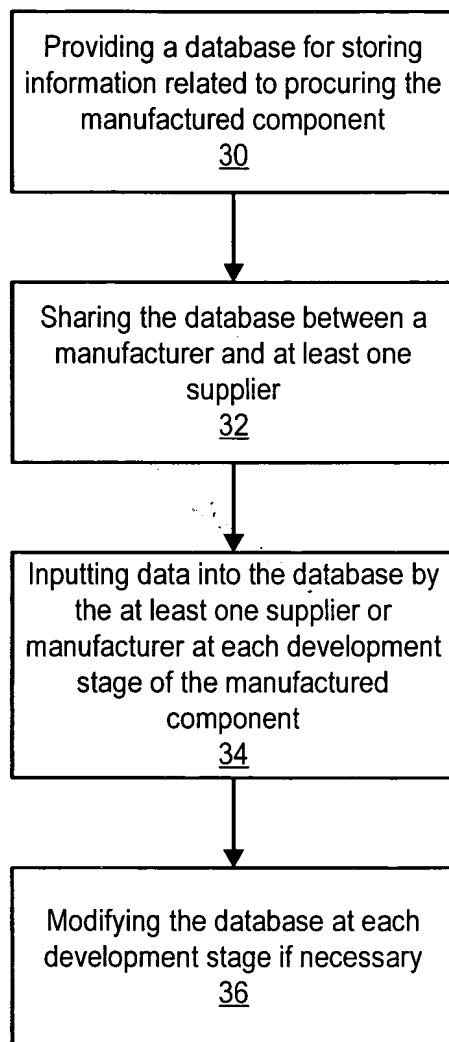 Providing a database for storing
information related to procuring the
manufactured component
30
Sharing the database between a
manufacturer and at least one
supplier
32
Inputting data into the database by
the at least one supplier or
manufacturer at each development
stage of the manufactured
component
34
Modifying the database at each
development stage if necessary
36